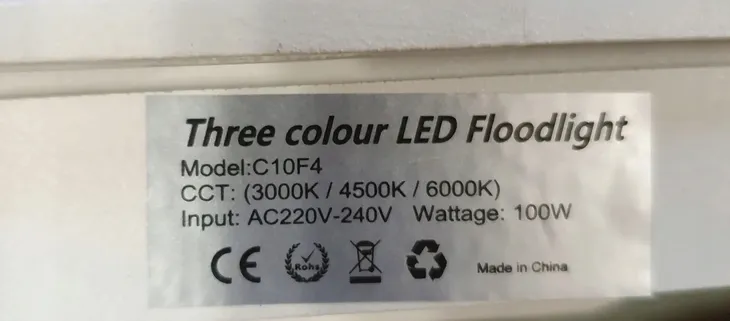 Three colour LED Floodlight
Model:C10F4
CCT: (3000K / 4500K / 6000K)
Input: AC220V-240V Wattage: 100W
CE RoHs Made in China